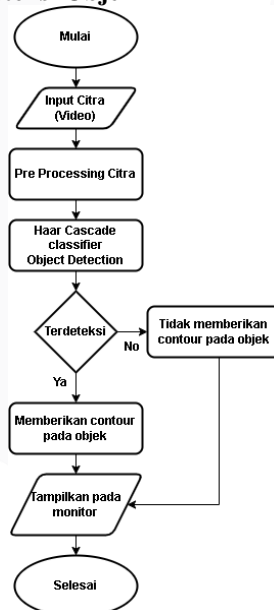 Mulai
Input Citra
(Video)
Pre Processing Citra
Haar Cascade
classifier
Object Detection
Terdeteksi
No
Tidak memberikan
contour pada objek
Ya
Memberikan contour
pada objek
Tampilkan pada
monitor
Selesai